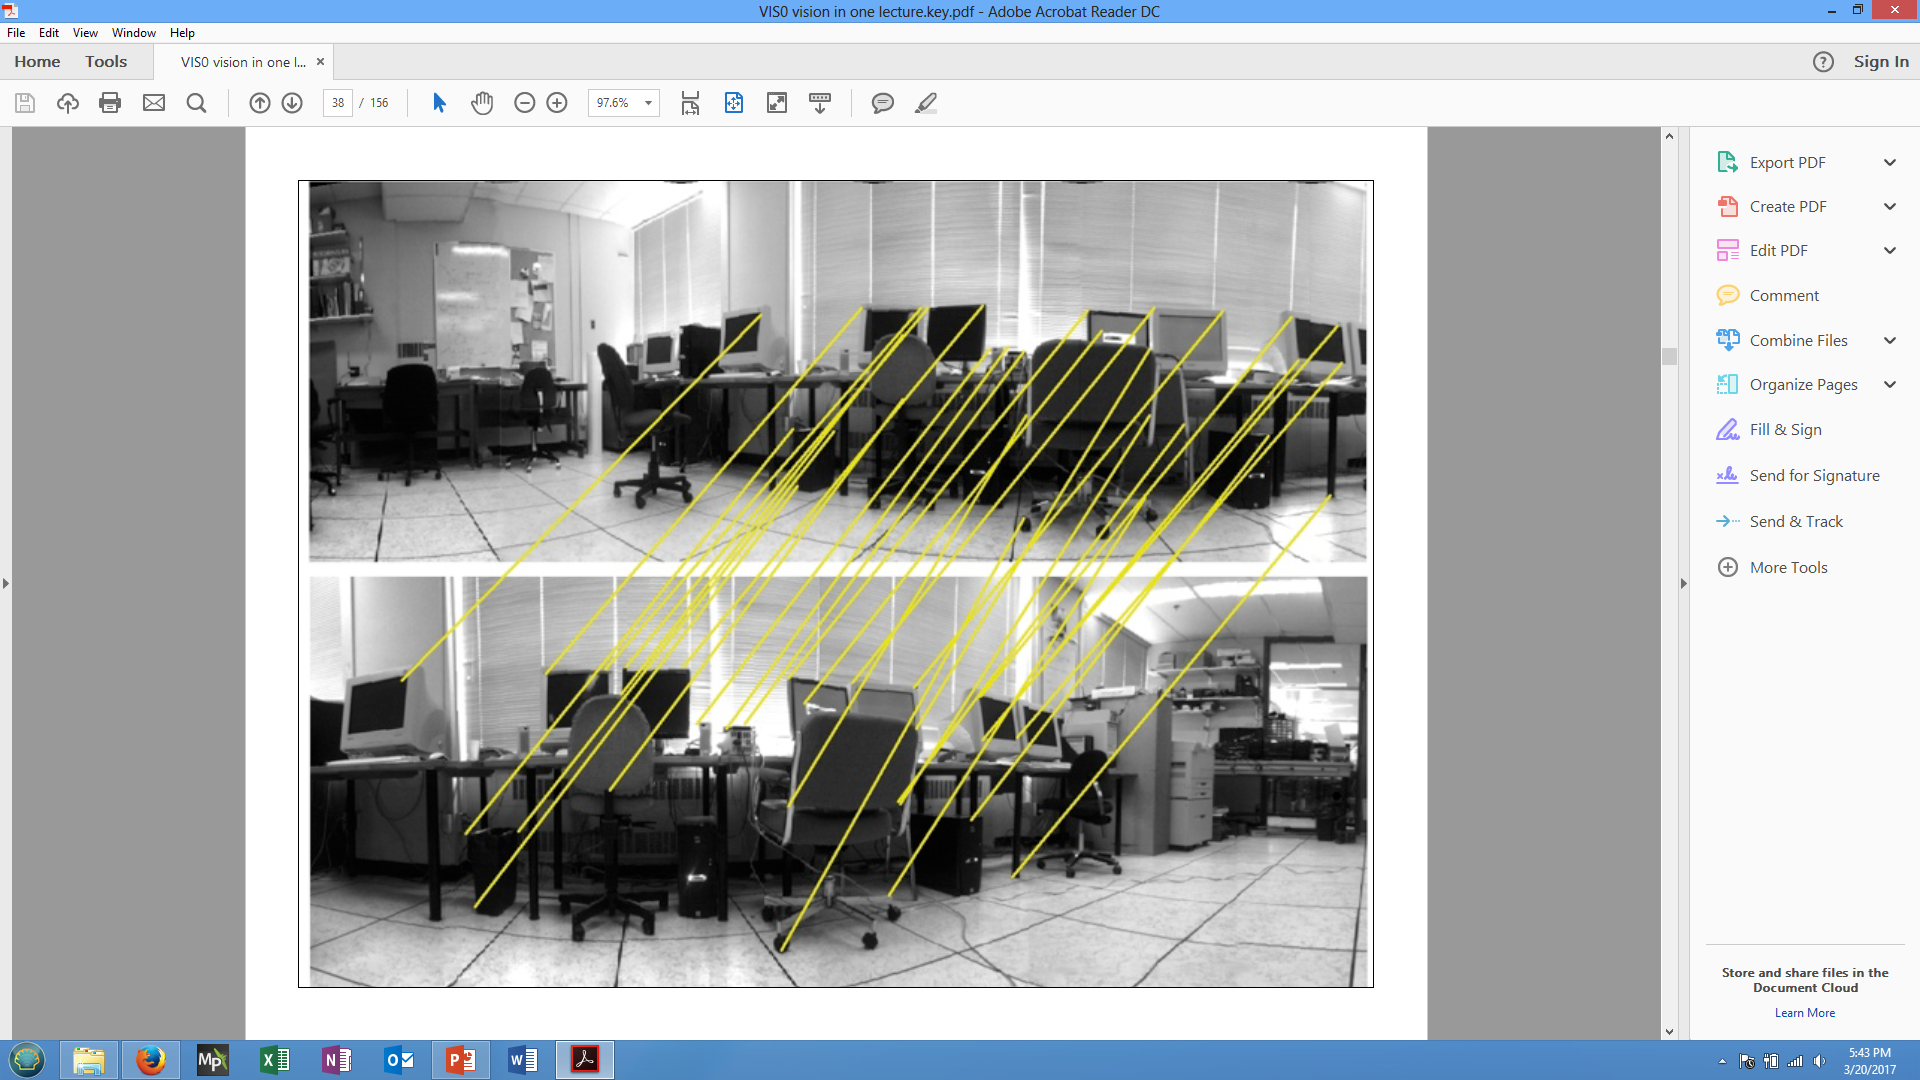 VIS0 vision in one lecture.key.pdf - Adobe Acrobat Reader DC
File Edit View Window Help
Home Tools VIS0 vision in one l... × Sign In
38 / 156 97.6%
Export PDF
Create PDF
Edit PDF
Comment
Combine Files
Organize Pages
Fill & Sign
Send for Signature
Send & Track
More Tools
Store and share files in the
Document Cloud
Learn More
5:43 PM
3/20/2017